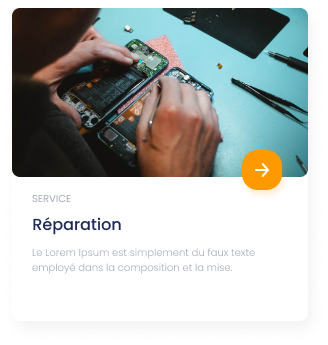 SERVICE
Réparation
Le Lorem Ipsum est simplement du faux texte
employé dans la composition et la mise.